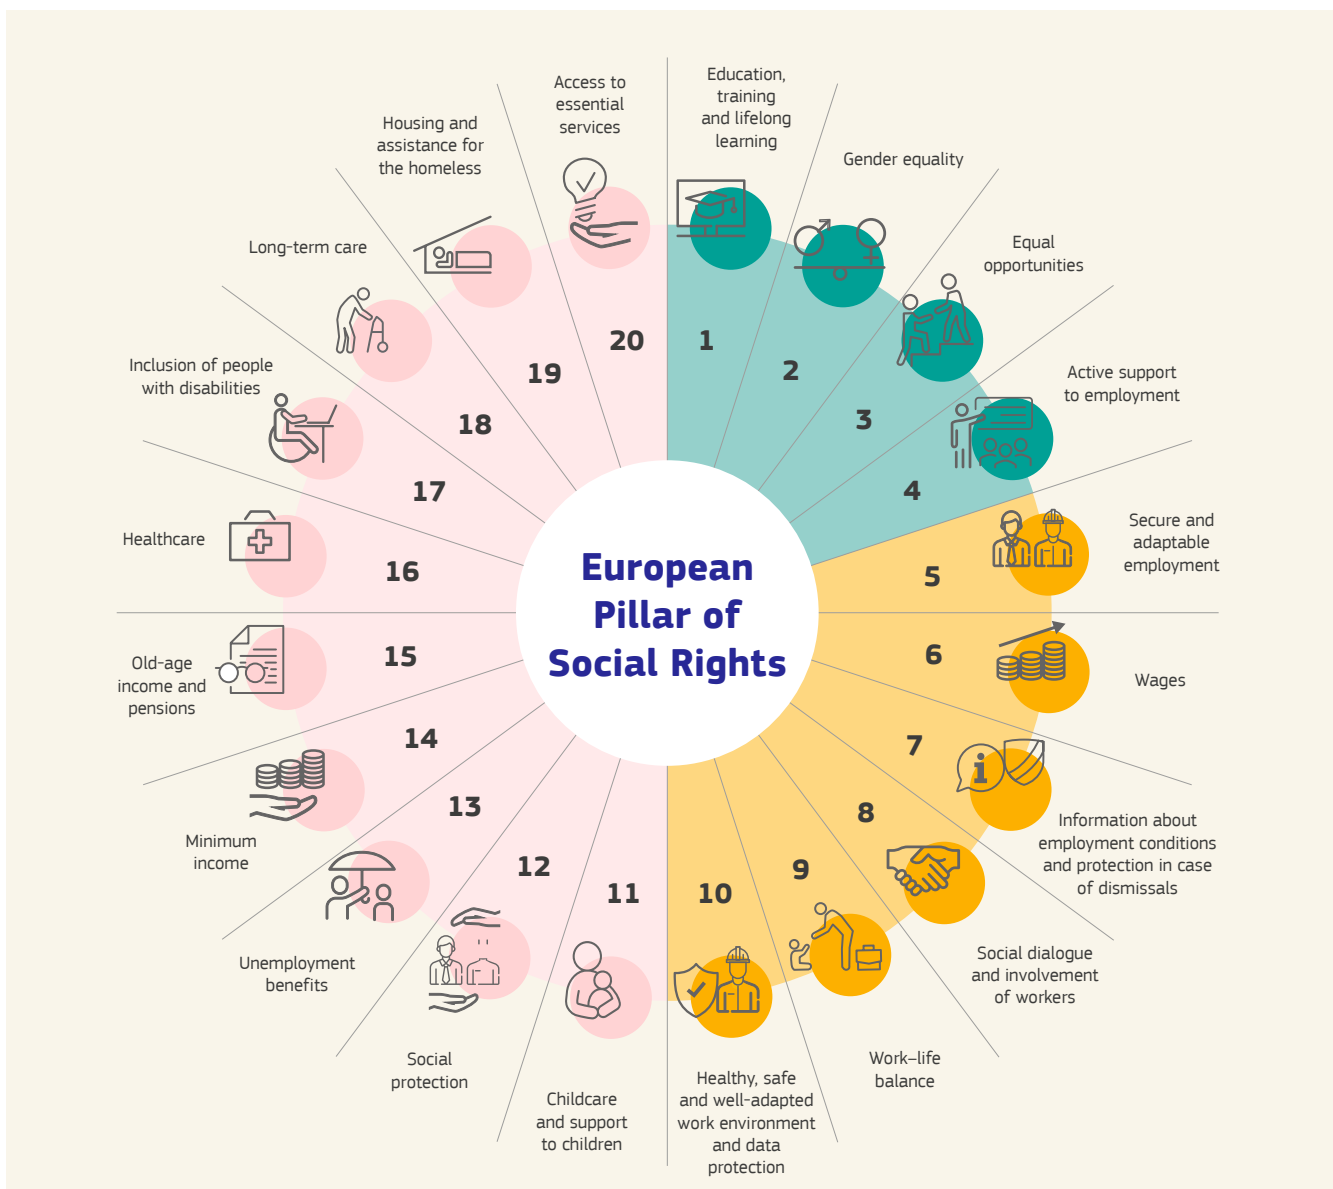 European
Pillar of
Social Rights
1
Education,
training
and lifelong
learning
2
Gender equality
3
Equal
opportunities
4
Active support
to employment
5
Secure and
adaptable
employment
6
Wages
7
Information about
employment conditions
and protection in case
of dismissals
8
Social dialogue
and involvement
of workers
9
Work–life
balance
10
Healthy, safe
and well-adapted
work environment
and data
protection
11
Childcare
and support
to children
12
Social
protection
13
Unemployment
benefits
14
Minimum
income
15
Old-age
income and
pensions
16
Healthcare
17
Inclusion of people
with disabilities
18
Long-term care
19
Housing and
assistance for
the homeless
20
Access to
essential
services